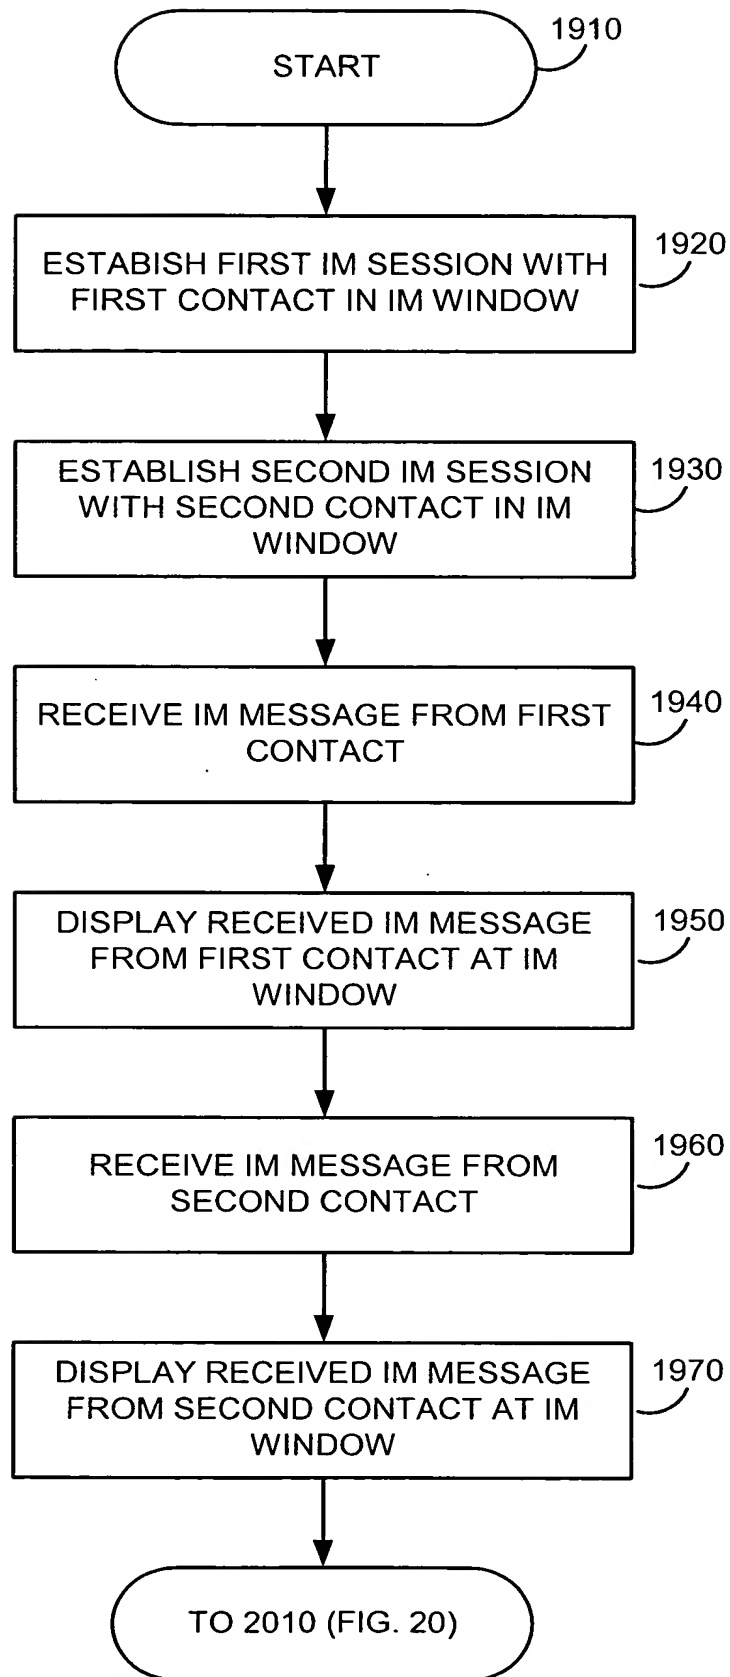 START
1910
ESTABISH FIRST IM SESSION WITH
FIRST CONTACT IN IM WINDOW
1920
ESTABLISH SECOND IM SESSION
WITH SECOND CONTACT IN IM
WINDOW
1930
RECEIVE IM MESSAGE FROM FIRST
CONTACT
1940
DISPLAY RECEIVED IM MESSAGE
FROM FIRST CONTACT AT IM
WINDOW
1950
RECEIVE IM MESSAGE FROM
SECOND CONTACT
1960
DISPLAY RECEIVED IM MESSAGE
FROM SECOND CONTACT AT IM
WINDOW
1970
TO 2010 (FIG. 20)